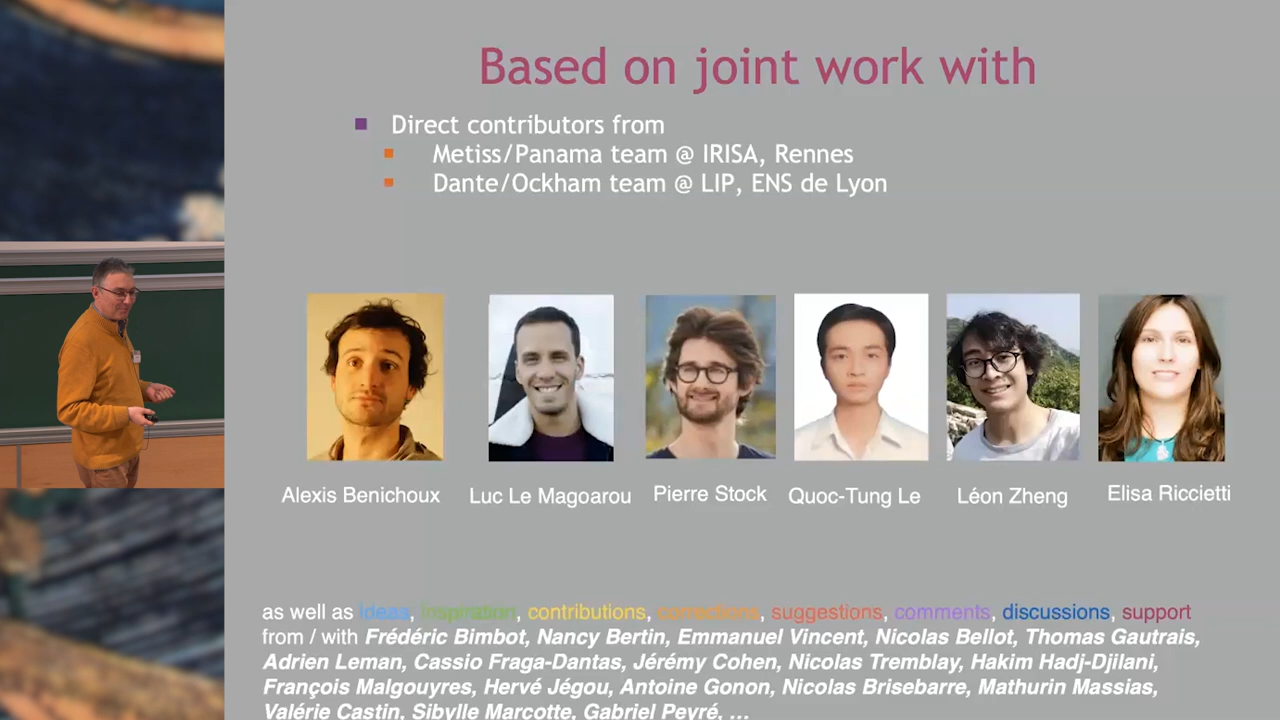 Based on joint work with
Direct contributors from
Metiss/Panama team @ IRISA, Rennes
Dante/Ockham team @ LIP, ENS de Lyon
Alexis Benichoux
Luc Le Magoarou
Pierre Stock
Quoc-Tung Le
Léon Zheng
Elisa Riccietti
as well as ideas, inspiration, contributions, corrections, suggestions, comments, discussions, support
from / with Frédéric Bimbot, Nancy Bertin, Emmanuel Vincent, Nicolas Bellot, Thomas Gautrais,
Adrien Leman, Cassio Fraga-Dantas, Jérémy Cohen, Nicolas Tremblay, Hakim Hadj-Djilani,
François Malgouyres, Hervé Jégou, Antoine Gonon, Nicolas Brisebarre, Mathurin Massias,
Valérie Castin, Sibylle Marcotte, Gabriel Peyré, ...